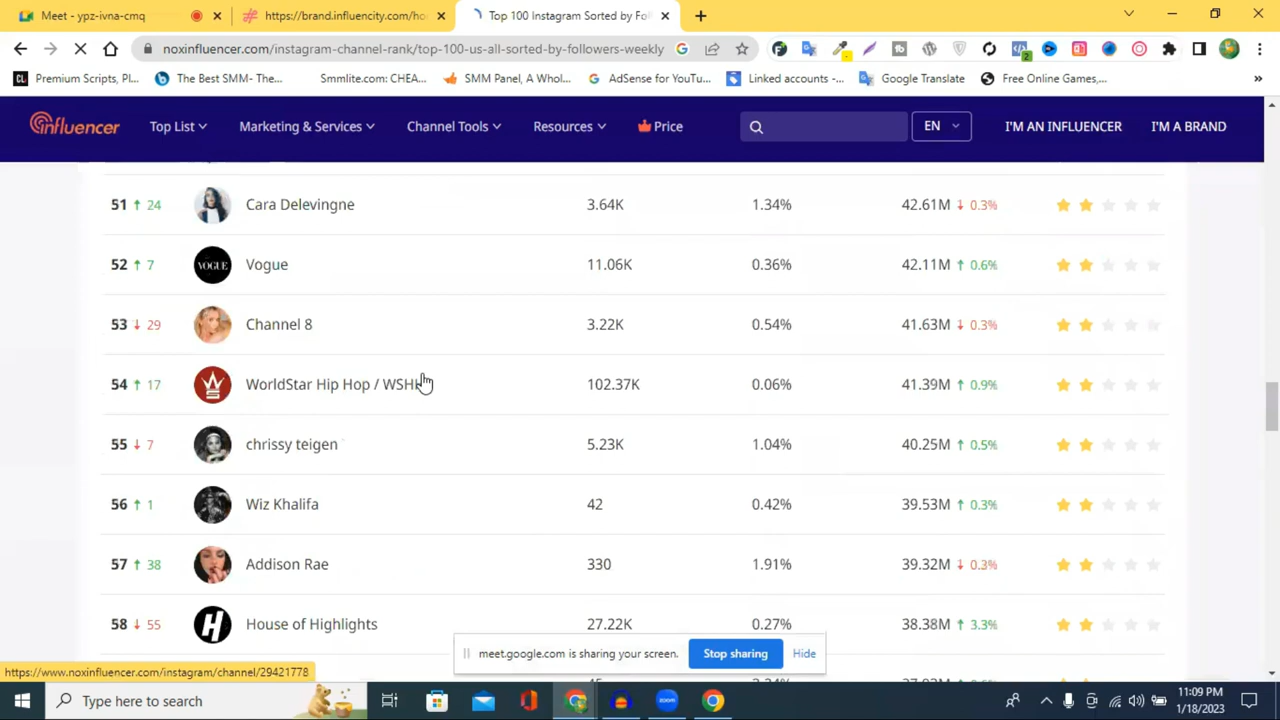 Meet - ypz-ivna-cmq
https://brand.influencity.com/ho
Top 100 Instagram Sorted by Fol
noxinfluencer.com/instagram-channel-rank/top-100-us-all-sorted-by-followers-weekly
Premium Scripts, Pl...
The Best SMM- The...
Smmlite.com: CHEA...
SMM Panel, A Whol...
AdSense for YouTu...
Linked accounts -...
Google Translate
Free Online Games,...
influencer
Top List
Marketing & Services
Channel Tools
Resources
Price
EN
I'M AN INFLUENCER
I'M A BRAND
51 ↑ 24 Cara Delevingne 3.64K 1.34% 42.61M ↓ 0.3%
52 ↑ 7 VOGUE Vogue 11.06K 0.36% 42.11M ↑ 0.6%
53 ↓ 29 Channel 8 3.22K 0.54% 41.63M ↓ 0.3%
54 ↑ 17 WorldStar Hip Hop / WSHH 102.37K 0.06% 41.39M ↑ 0.9%
55 ↓ 7 chrissy teigen 5.23K 1.04% 40.25M ↑ 0.5%
56 ↑ 1 Wiz Khalifa 42 0.42% 39.53M ↑ 0.3%
57 ↑ 38 Addison Rae 330 1.91% 39.32M ↓ 0.3%
58 ↓ 55 H House of Highlights 27.22K 0.27% 38.38M ↑ 3.3%
meet.google.com is sharing your screen.
Stop sharing
Hide
https://www.noxinfluencer.com/instagram/channel/29421778
Type here to search
11:09 PM
1/18/2023